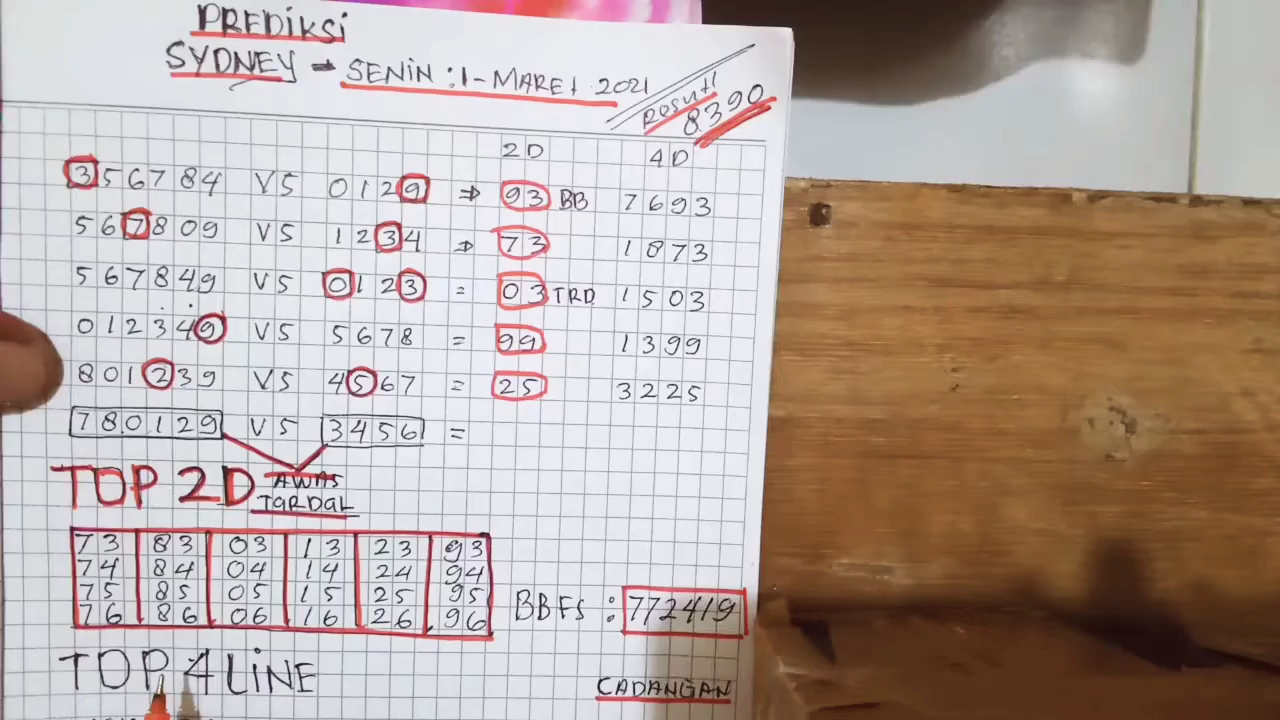 PREDIKSI
SYDNEY - SENIN : 1 - MARET 2021
Result
8390
2D 4D
356784 VS 0129 ⇒ 93 BB 7693
567809 VS 1234 ⇒ 73 1873
567849 VS 0123 = 03 TRD 1503
012349 VS 5678 = 99 1399
801239 VS 4567 = 25 3225
780129 VS 3456 =
TOP 2D AWAS
TARDAL
73 83 03 13 23 93
74 84 04 14 24 94
75 85 05 15 25 95
76 86 06 16 26 96
BBFS : 772419
TOP 4 LINE
CADANGAN